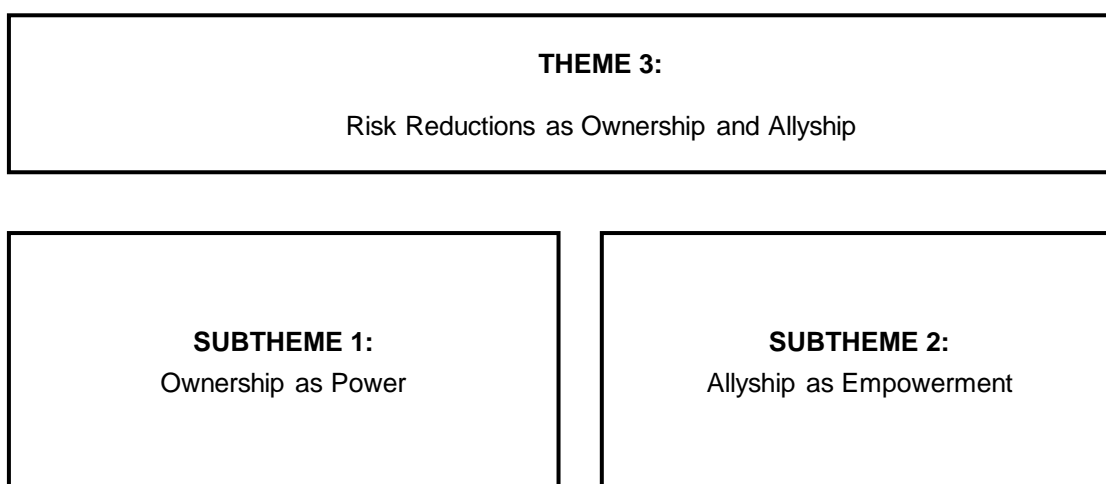 THEME 3:
Risk Reductions as Ownership and Allyship
SUBTHEME 1:
Ownership as Power
SUBTHEME 2:
Allyship as Empowerment